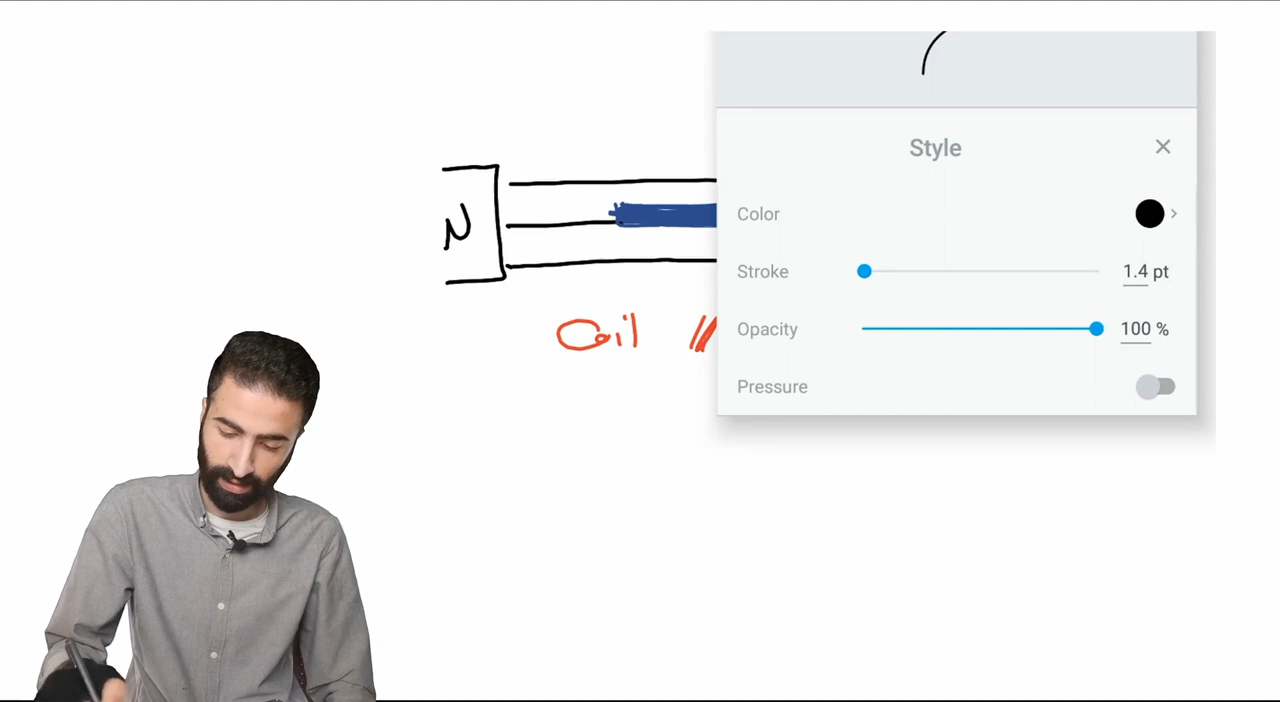 Style
Color
N
Stroke 1.4 pt
Coil //
Opacity 100 %
Pressure